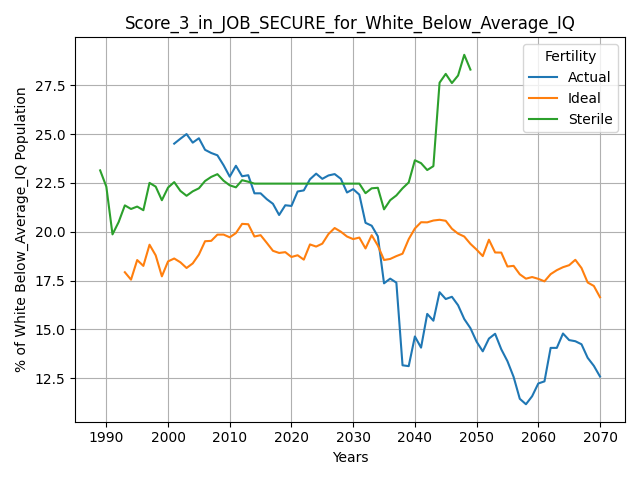 Score_3_in_JOB_SECURE_for_White_Below_Average_IQ
% of White Below_Average_IQ Population
27.5
25.0
22.5
20.0
17.5
15.0
12.5
Fertility
Actual
Ideal
Sterile
1990 2000 2010 2020 2030 2040 2050 2060 2070
Years